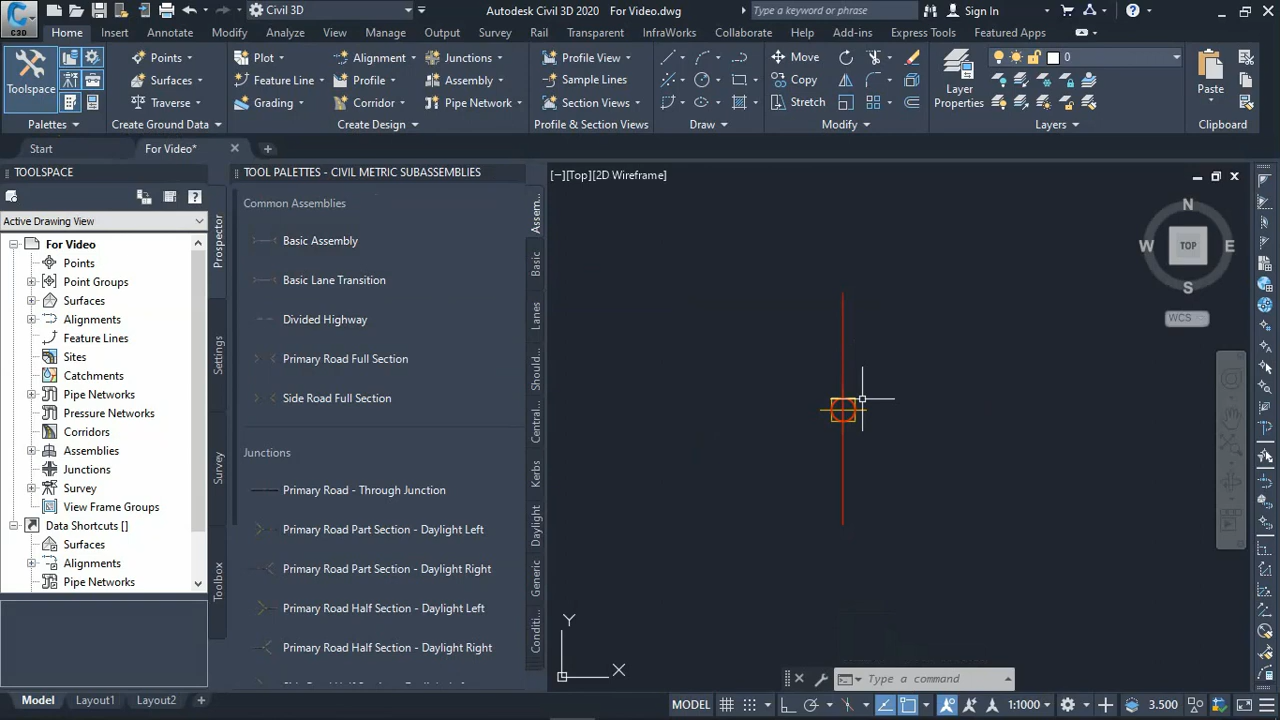 Civil 3D
Autodesk Civil 3D 2020 For Video.dwg
Type a keyword or phrase
Sign In
C3D
Home Insert Annotate Modify Analyze View Manage Output Survey Rail Transparent InfraWorks Collaborate Help Add-ins Express Tools Featured Apps
Toolspace
Points
Surfaces
Traverse
Plot
Feature Line
Grading
Alignment
Profile
Corridor
Junctions
Assembly
Pipe Network
Profile View
Sample Lines
Section Views
Move
Copy
Stretch
Layer
Properties
0
Paste
Palettes Create Ground Data Create Design Profile & Section Views Draw Modify Layers Clipboard
Start For Video*
TOOLSPACE
Active Drawing View
For Video
Points
Point Groups
Surfaces
Alignments
Feature Lines
Sites
Catchments
Pipe Networks
Pressure Networks
Corridors
Assemblies
Junctions
Survey
View Frame Groups
Data Shortcuts []
Surfaces
Alignments
Pipe Networks
Prospector
Settings
Survey
Toolbox
TOOL PALETTES - CIVIL METRIC SUBASSEMBLIES
Common Assemblies
Basic Assembly
Basic Lane Transition
Divided Highway
Primary Road Full Section
Side Road Full Section
Junctions
Primary Road - Through Junction
Primary Road Part Section - Daylight Left
Primary Road Part Section - Daylight Right
Primary Road Half Section - Daylight Left
Primary Road Half Section - Daylight Right
Assem...
Basic
Lanes
Should...
Central...
Kerbs
Daylight
Generic
Conditi...
[−][Top][2D Wireframe]
N
W TOP E
S
WCS
Y
X
Type a command
Model Layout1 Layout2
MODEL
1:1000
3.500